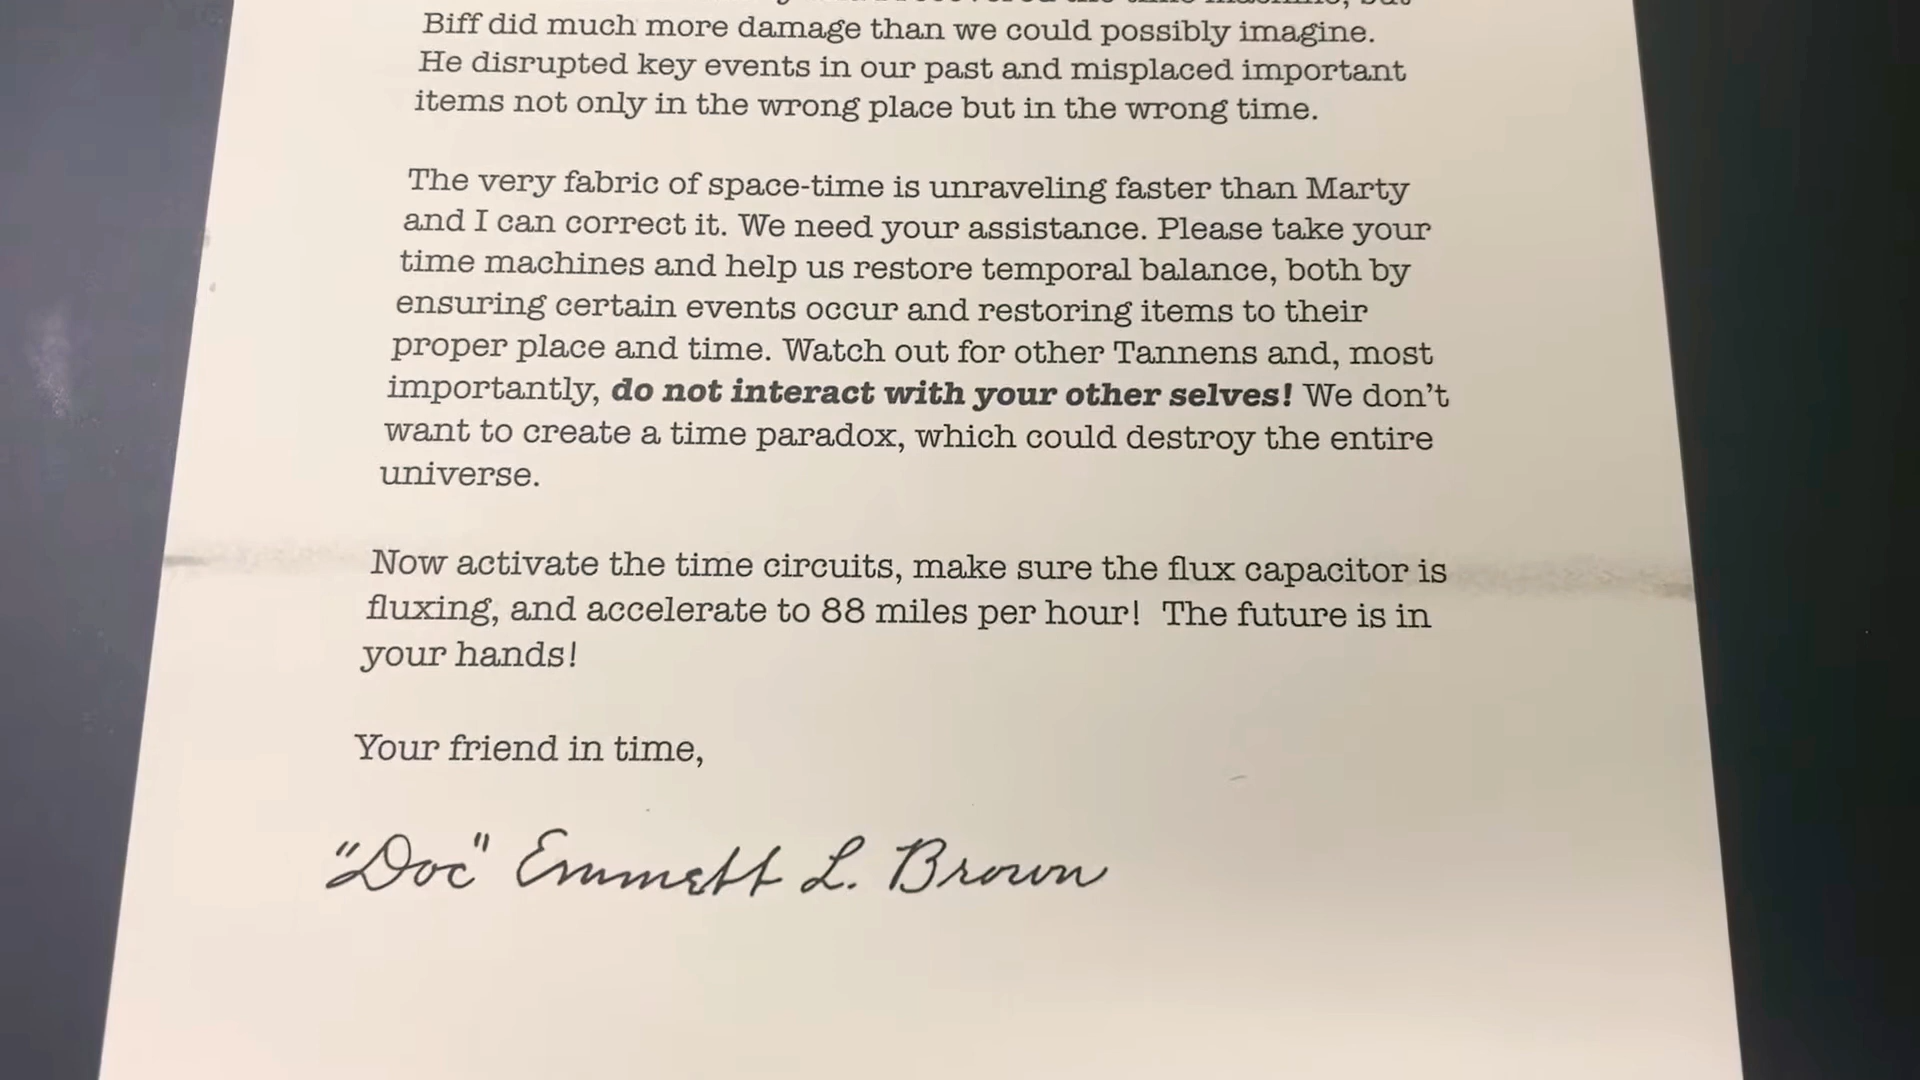 Biff did much more damage than we could possibly imagine.
He disrupted key events in our past and misplaced important
items not only in the wrong place but in the wrong time.
The very fabric of space-time is unraveling faster than Marty
and I can correct it. We need your assistance. Please take your
time machines and help us restore temporal balance, both by
ensuring certain events occur and restoring items to their
proper place and time. Watch out for other Tannens and, most
importantly, do not interact with your other selves! We don’t
want to create a time paradox, which could destroy the entire
universe.
Now activate the time circuits, make sure the flux capacitor is
fluxing, and accelerate to 88 miles per hour! The future is in
your hands!
Your friend in time,
"Doc" Emmett L. Brown